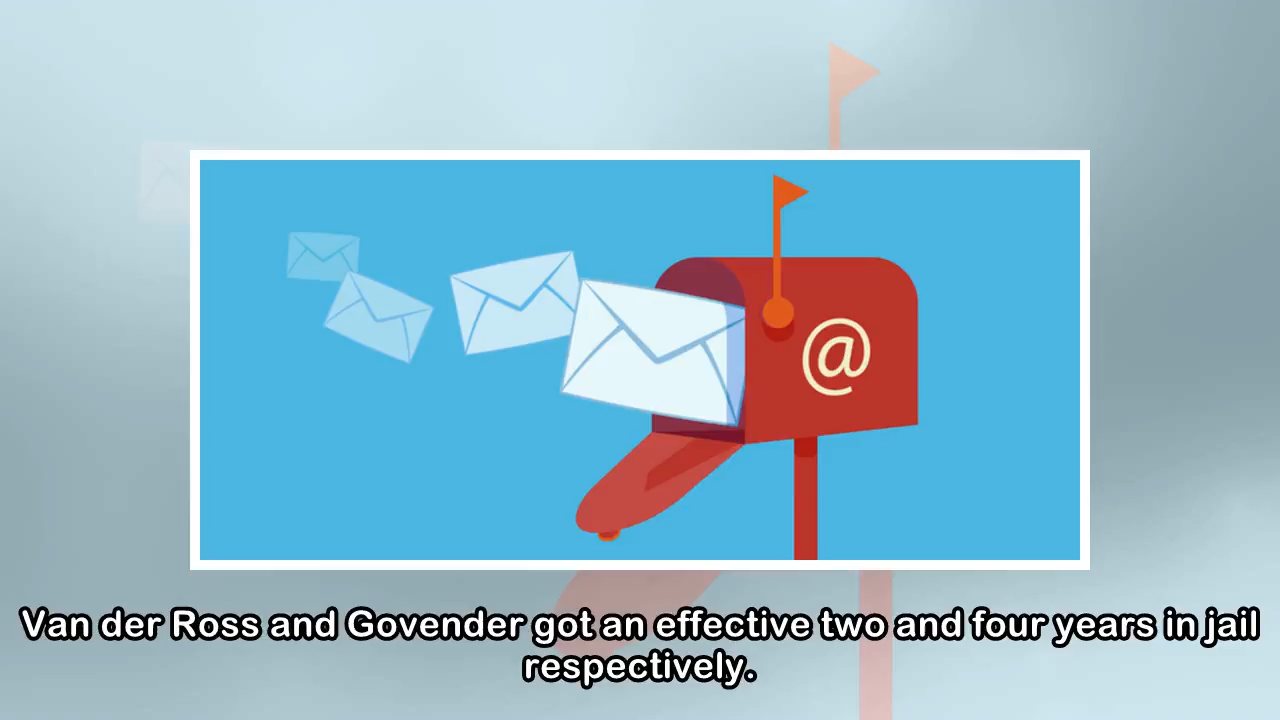 @
Van der Ross and Govender got an effective two and four years in jail
respectively.